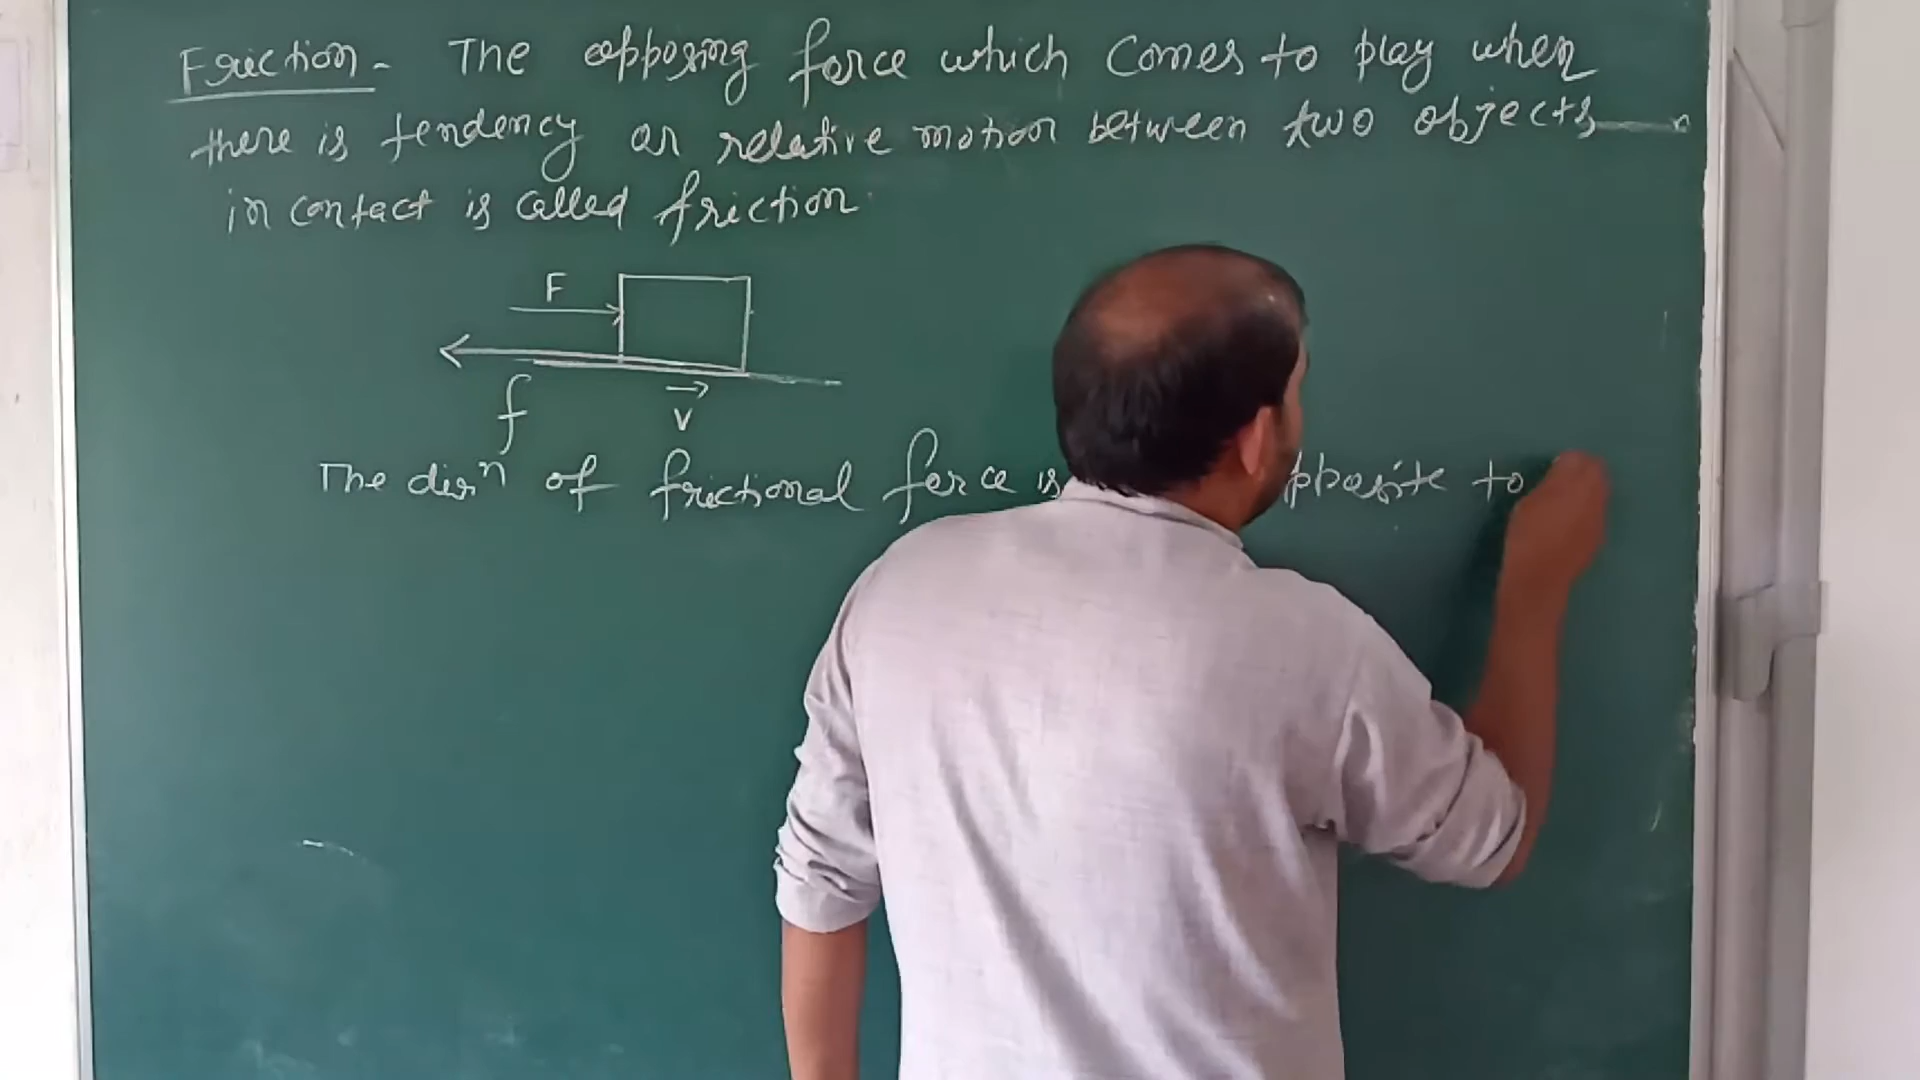 Friction - The opposing force which comes to play when
there is tendency or relative motion between two objects
in contact is called friction.
F
f
v
The dirⁿ of frictional force is opposite to